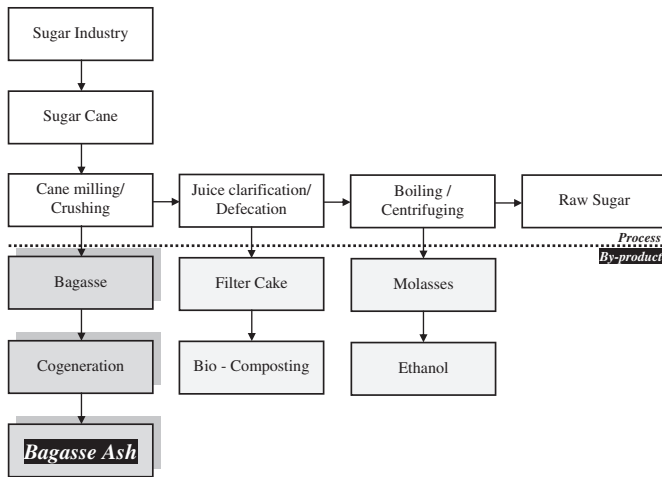 Sugar Industry
Sugar Cane
Cane milling/
Crushing
Juice clarification/
Defecation
Boiling /
Centrifuging
Raw Sugar
Process
By-product
Bagasse
Filter Cake
Molasses
Cogeneration
Bio - Composting
Ethanol
Bagasse Ash